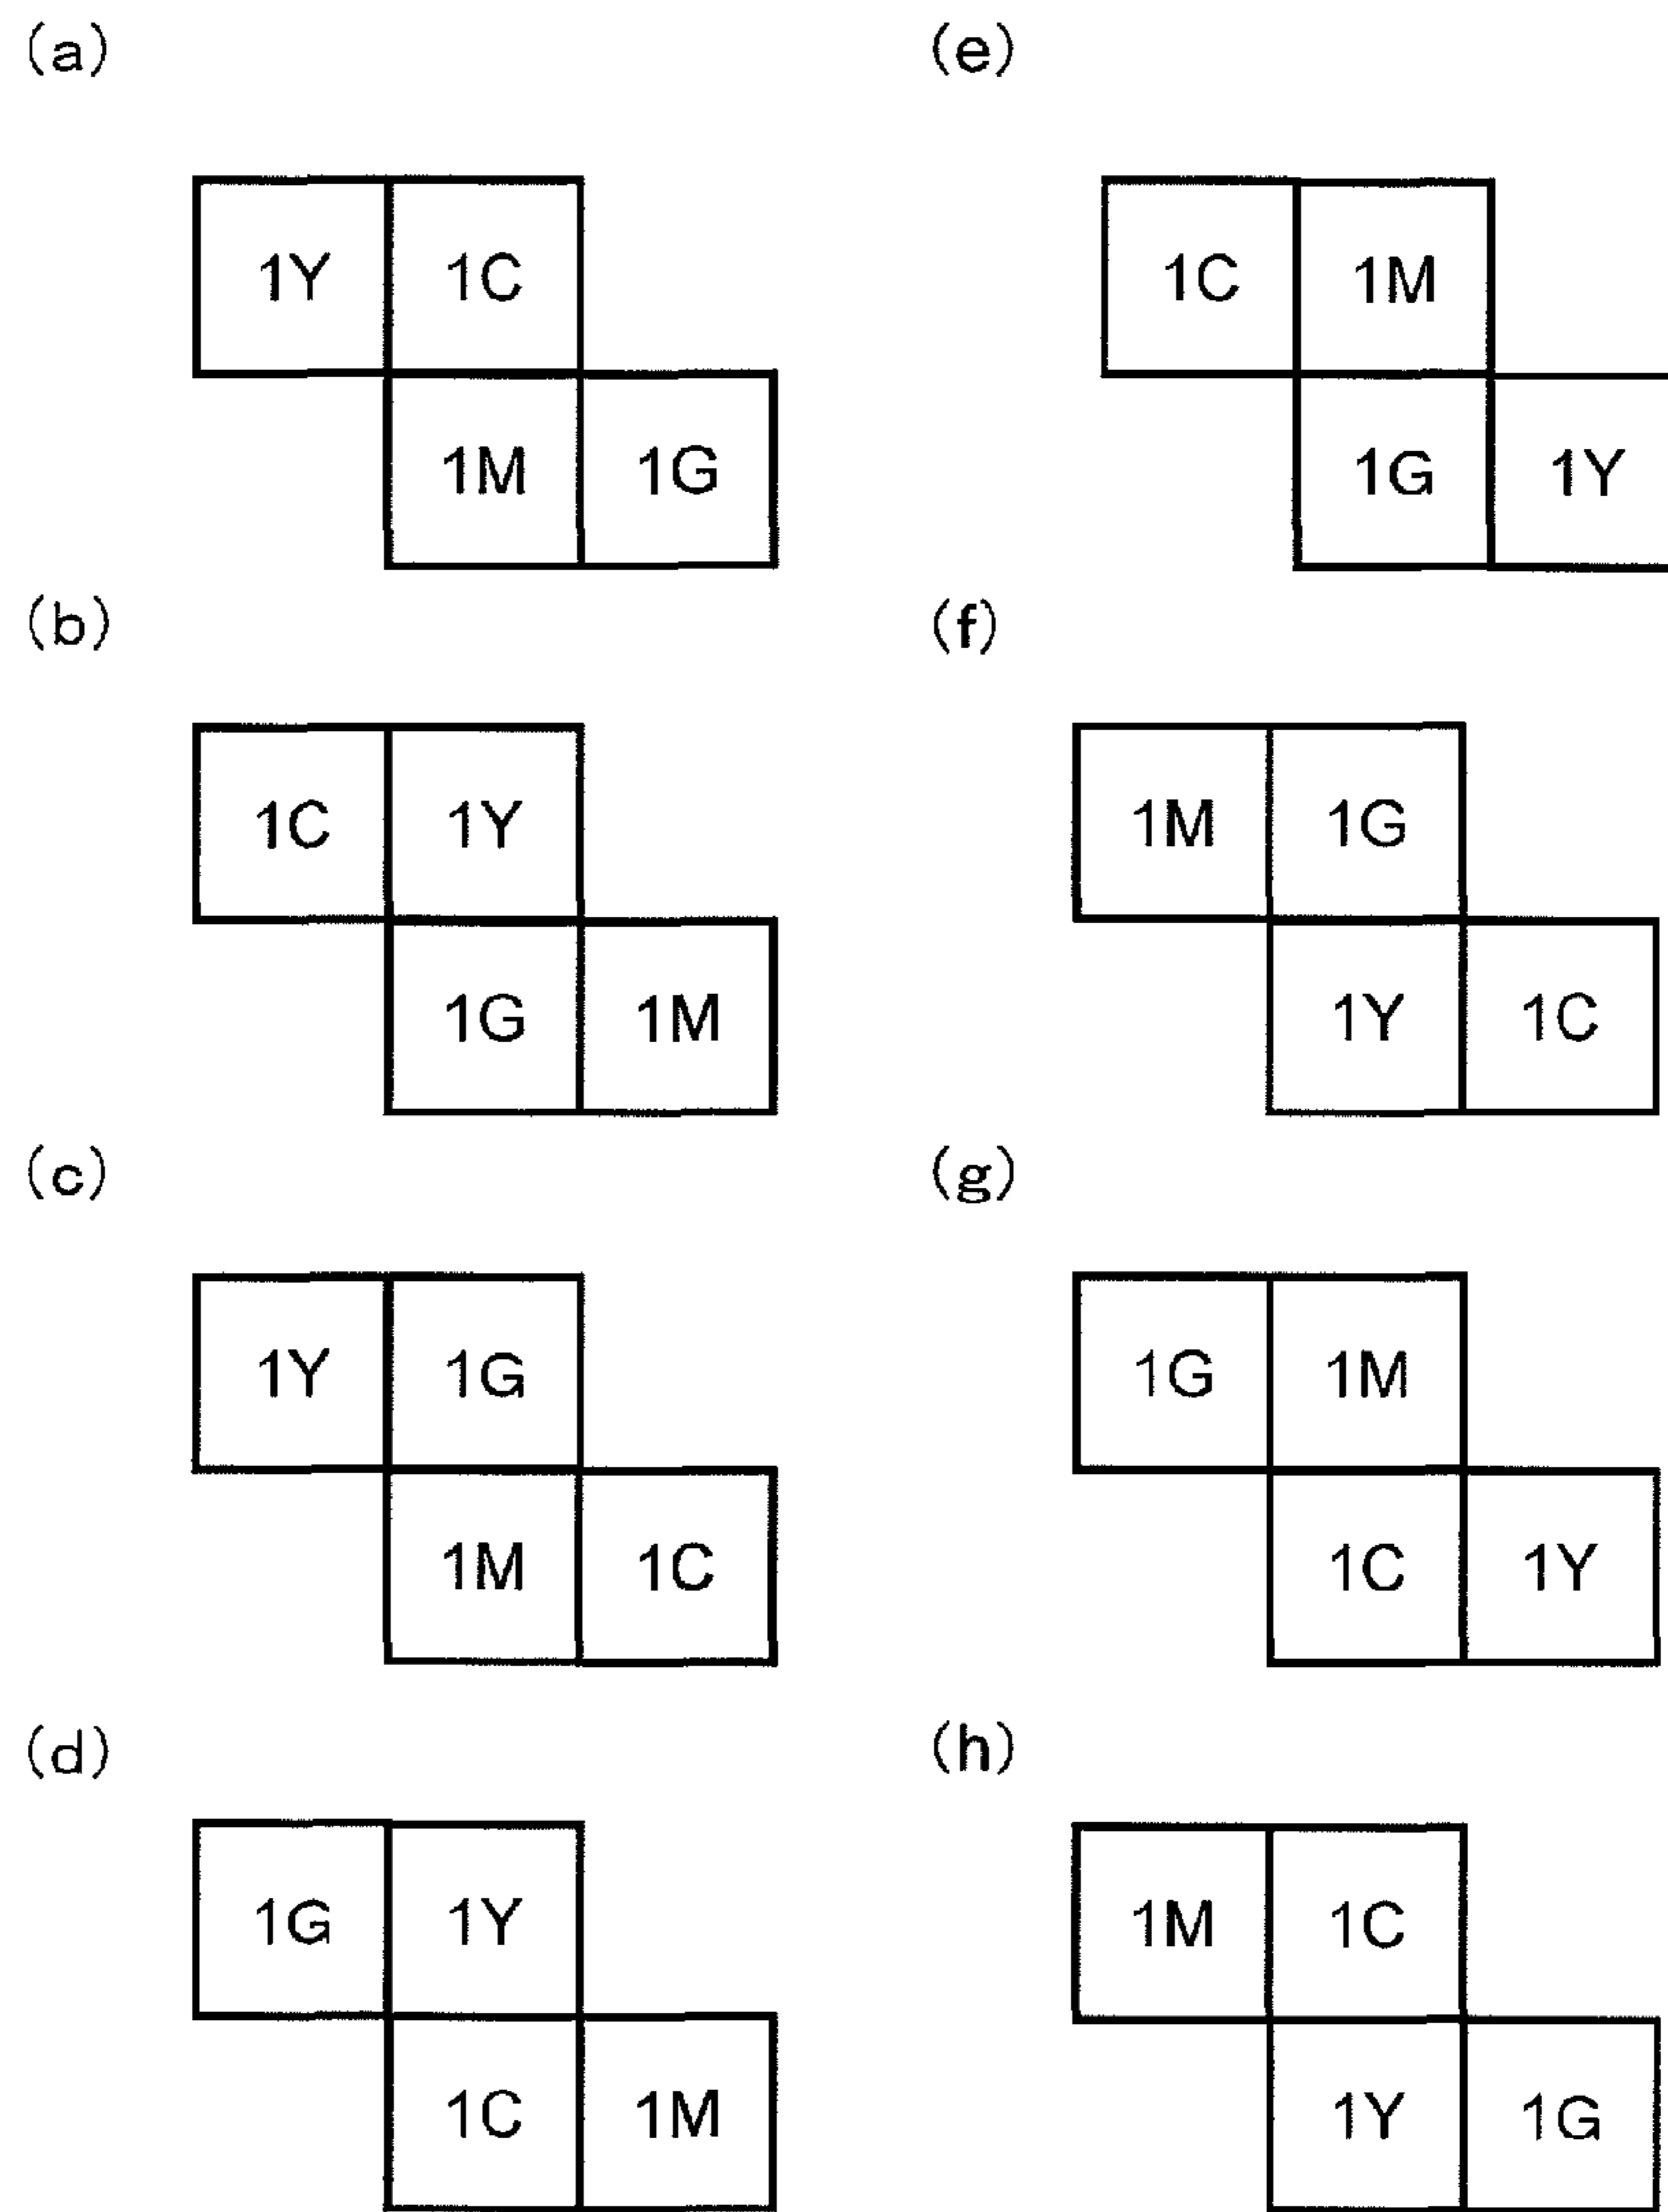 (a)
1Y 1C
1M 1G
(b)
1C 1Y
1G 1M
(c)
1Y 1G
1M 1C
(d)
1G 1Y
1C 1M
(e)
1C 1M
1G 1Y
(f)
1M 1G
1Y 1C
(g)
1G 1M
1C 1Y
(h)
1M 1C
1Y 1G